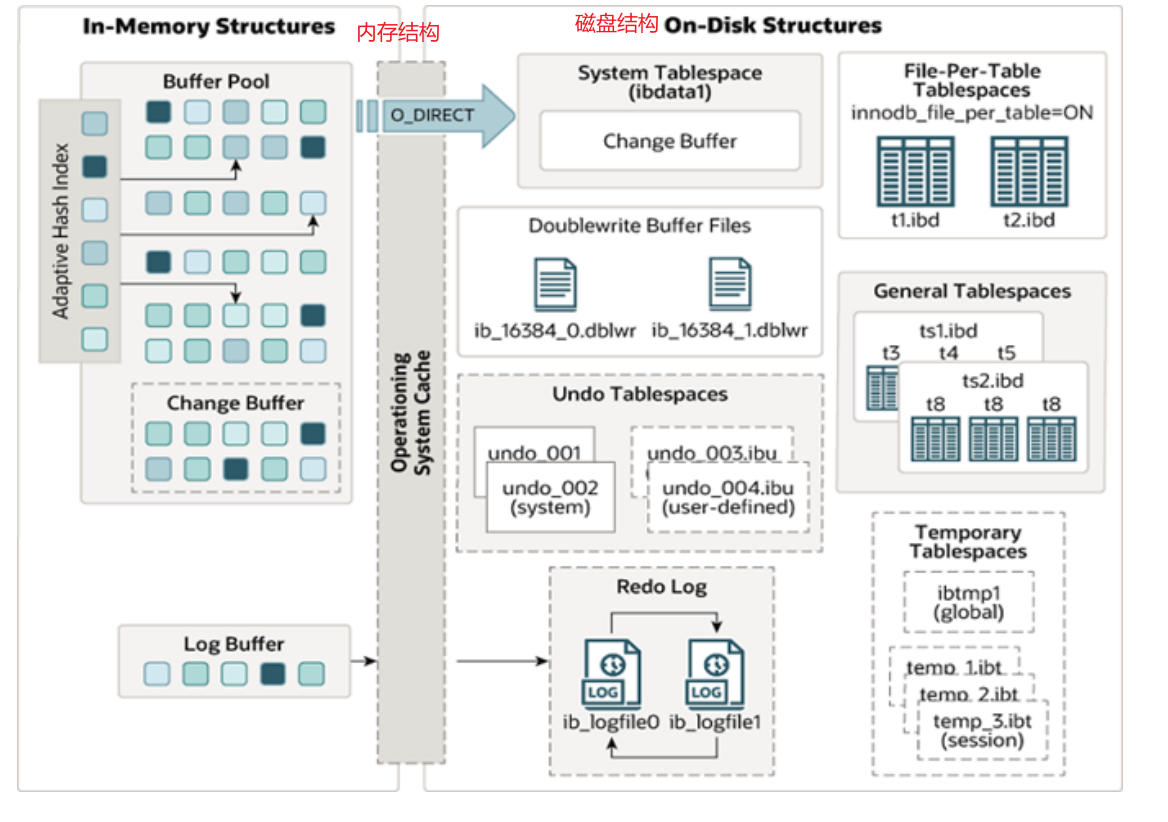 In-Memory Structures
内存结构
磁盘结构
On-Disk Structures
Buffer Pool
Adaptive Hash Index
Change Buffer
Log Buffer
Operationing
System Cache
O_DIRECT
System Tablespace
(ibdata1)
Change Buffer
Doublewrite Buffer Files
ib_16384_0.dblwr
ib_16384_1.dblwr
Undo Tablespaces
undo_001
undo_002
(system)
undo_003.ibu
undo_004.ibu
(user-defined)
Redo Log
LOG
LOG
ib_logfile0
ib_logfile1
File-Per-Table
Tablespaces
innodb_file_per_table=ON
t1.ibd
t2.ibd
General Tablespaces
ts1.ibd
t3 t4 t5
ts2.ibd
t8 t8 t8
Temporary
Tablespaces
ibtmp1
(global)
temp_1.ibt
temp_2.ibt
temp_3.ibt
(session)